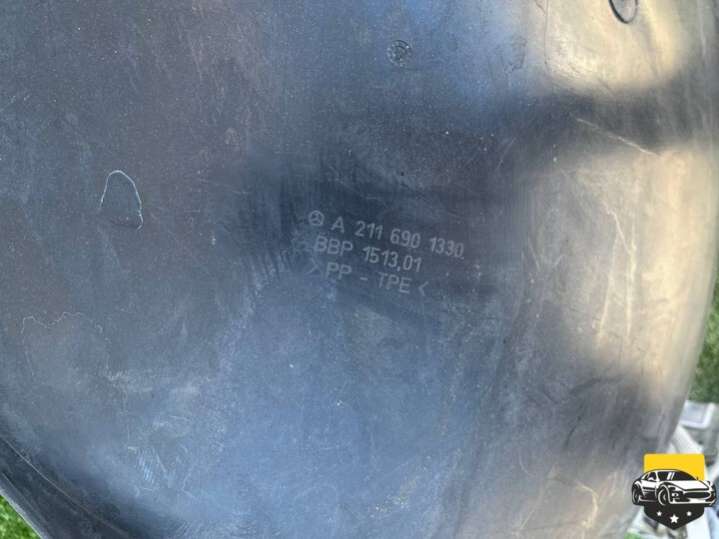 A 211 690 1330
BBP 1513,01
>PP - TPE<